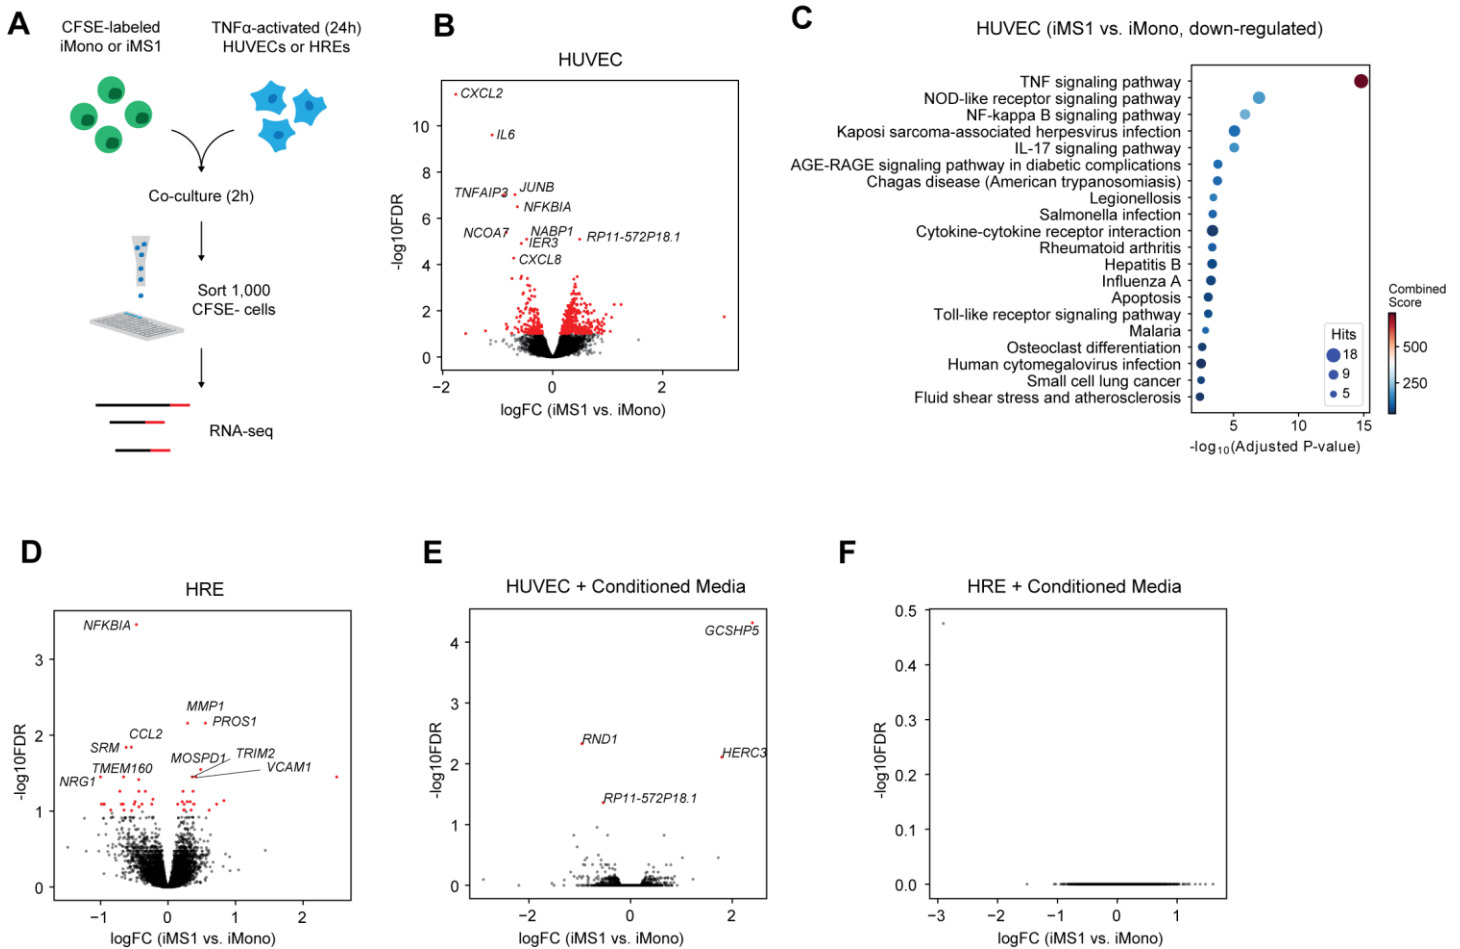 A
CFSE-labeled
iMono or iMS1
TNFα-activated (24h)
HUVECs or HREs
Co-culture (2h)
Sort 1,000
CFSE- cells
RNA-seq
B
HUVEC
CXCL2
IL6
TNFAIP3
JUNB
NFKBIA
NCOA7
NABP1
IER3
RP11-572P18.1
CXCL8
10
8
6
4
2
0
-log10FDR
−2
0
2
logFC (iMS1 vs. iMono)
C
HUVEC (iMS1 vs. iMono, down-regulated)
TNF signaling pathway
NOD-like receptor signaling pathway
NF-kappa B signaling pathway
Kaposi sarcoma-associated herpesvirus infection
IL-17 signaling pathway
AGE-RAGE signaling pathway in diabetic complications
Chagas disease (American trypanosomiasis)
Legionellosis
Salmonella infection
Cytokine-cytokine receptor interaction
Rheumatoid arthritis
Hepatitis B
Influenza A
Apoptosis
Toll-like receptor signaling pathway
Malaria
Osteoclast differentiation
Human cytomegalovirus infection
Small cell lung cancer
Fluid shear stress and atherosclerosis
Hits
18
9
5
Combined
Score
500
250
5
10
15
-log10(Adjusted P-value)
D
HRE
NFKBIA
MMP1
PROS1
CCL2
SRM
MOSPD1
TRIM2
VCAM1
TMEM160
NRG1
3
2
1
0
-log10FDR
−1
0
1
2
logFC (iMS1 vs. iMono)
E
HUVEC + Conditioned Media
GCSHP5
RND1
HERC3
RP11-572P18.1
4
3
2
1
0
-log10FDR
−2
0
2
logFC (iMS1 vs. iMono)
F
HRE + Conditioned Media
0.5
0.4
0.3
0.2
0.1
0.0
-log10FDR
−3
−2
−1
0
1
logFC (iMS1 vs. iMono)